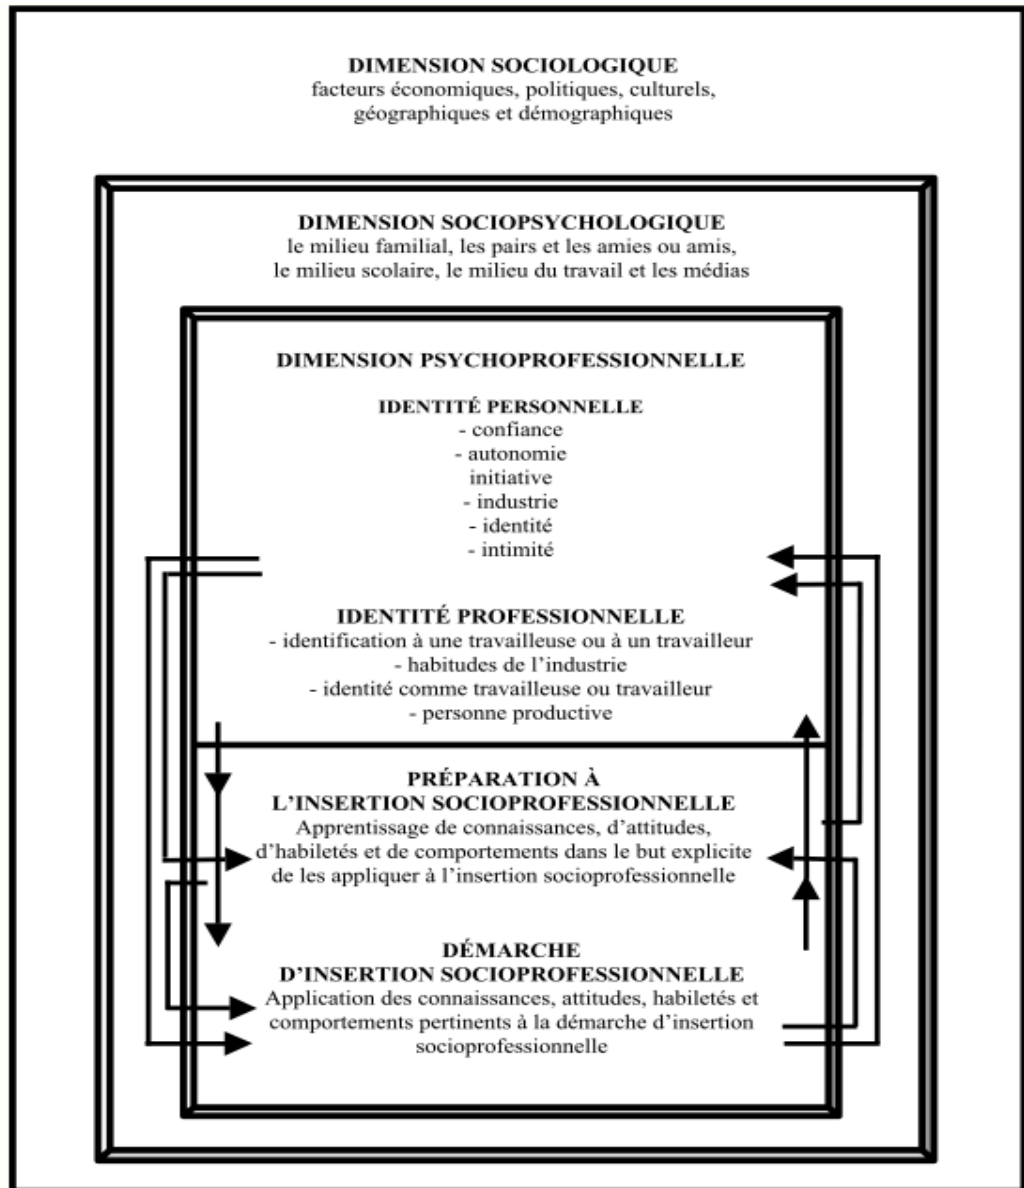 DIMENSION SOCIOLOGIQUE
facteurs économiques, politiques, culturels,
géographiques et démographiques
DIMENSION SOCIOPSYCHOLOGIQUE
le milieu familial, les pairs et les amies ou amis,
le milieu scolaire, le milieu du travail et les médias
DIMENSION PSYCHOPROFESSIONNELLE
IDENTITÉ PERSONNELLE
- confiance
- autonomie
initiative
- industrie
- identité
- intimité
IDENTITÉ PROFESSIONNELLE
- identification à une travailleuse ou à un travailleur
- habitudes de l'industrie
- identité comme travailleuse ou travailleur
- personne productive
PRÉPARATION À
L'INSERTION SOCIOPROFESSIONNELLE
Apprentissage de connaissances, d'attitudes,
d'habiletés et de comportements dans le but explicite
de les appliquer à l'insertion socioprofessionnelle
DÉMARCHE
D'INSERTION SOCIOPROFESSIONNELLE
Application des connaissances, attitudes, habiletés et
comportements pertinents à la démarche d'insertion
socioprofessionnelle